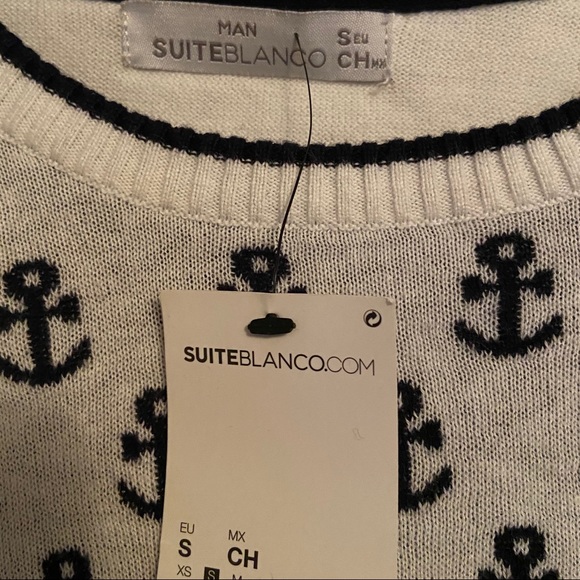 MAN
SUITEBLANCO
S EU
CH MX
SUITEBLANCO.COM
EU MX
S CH
XS S M